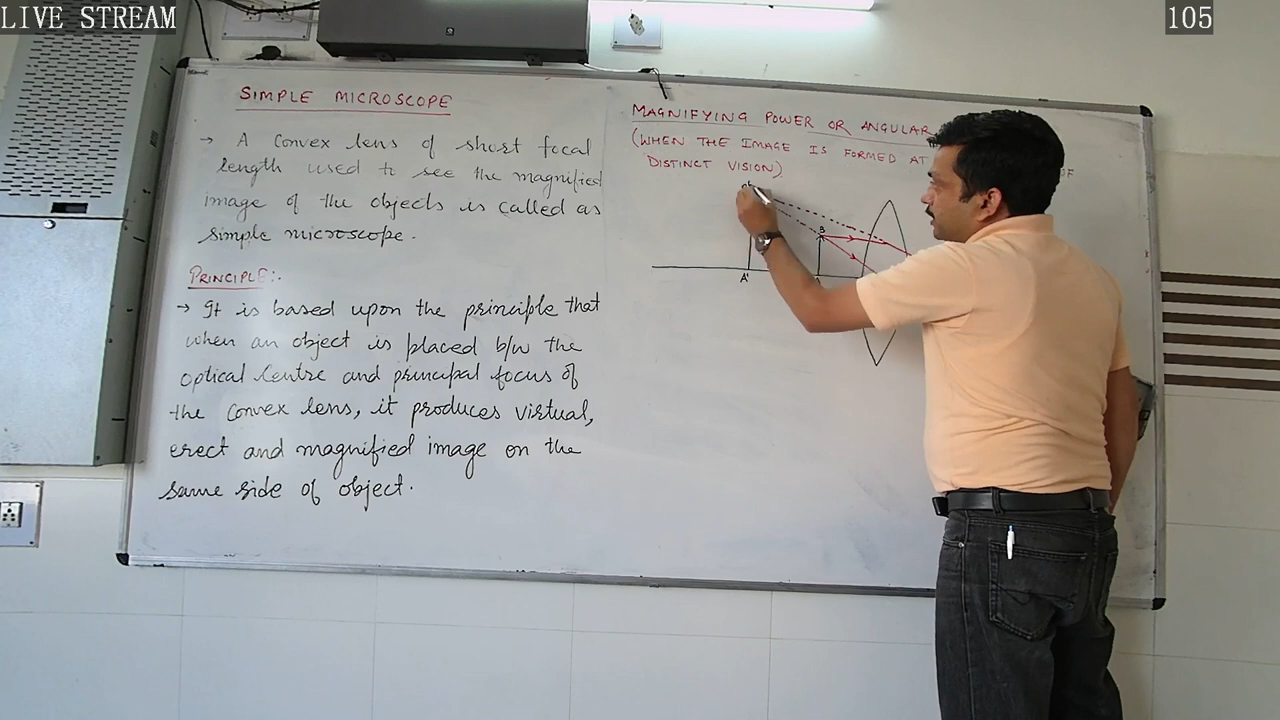 LIVE STREAM
105
SIMPLE MICROSCOPE
→ A convex lens of short focal
length used to see the magnified
image of the objects is called as
simple microscope.
PRINCIPLE:-
→ It is based upon the principle that
when an object is placed b/w the
optical centre and principal focus of
the convex lens, it produces virtual,
erect and magnified image on the
same side of object.
MAGNIFYING POWER OR ANGULAR
(WHEN THE IMAGE IS FORMED AT OF
DISTINCT VISION)
B
A'